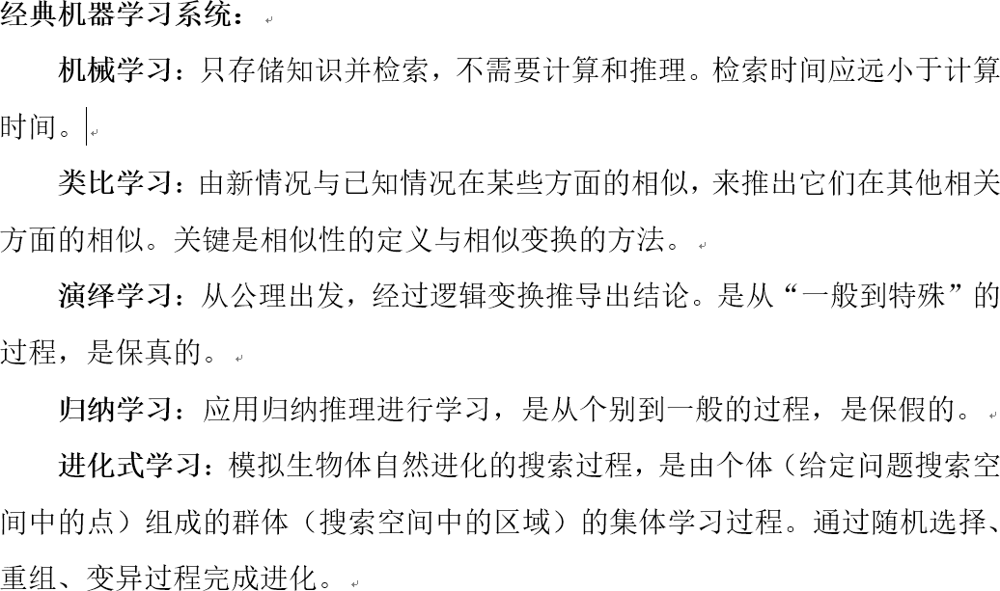 经典机器学习系统：
机械学习：只存储知识并检索，不需要计算和推理。检索时间应远小于计算
时间。
类比学习：由新情况与已知情况在某些方面的相似，来推出它们在其他相关
方面的相似。关键是相似性的定义与相似变换的方法。
演绎学习：从公理出发，经过逻辑变换推导出结论。是从“一般到特殊”的
过程，是保真的。
归纳学习：应用归纳推理进行学习，是从个别到一般的过程，是保假的。
进化式学习：模拟生物体自然进化的搜索过程，是由个体（给定问题搜索空
间中的点）组成的群体（搜索空间中的区域）的集体学习过程。通过随机选择、
重组、变异过程完成进化。